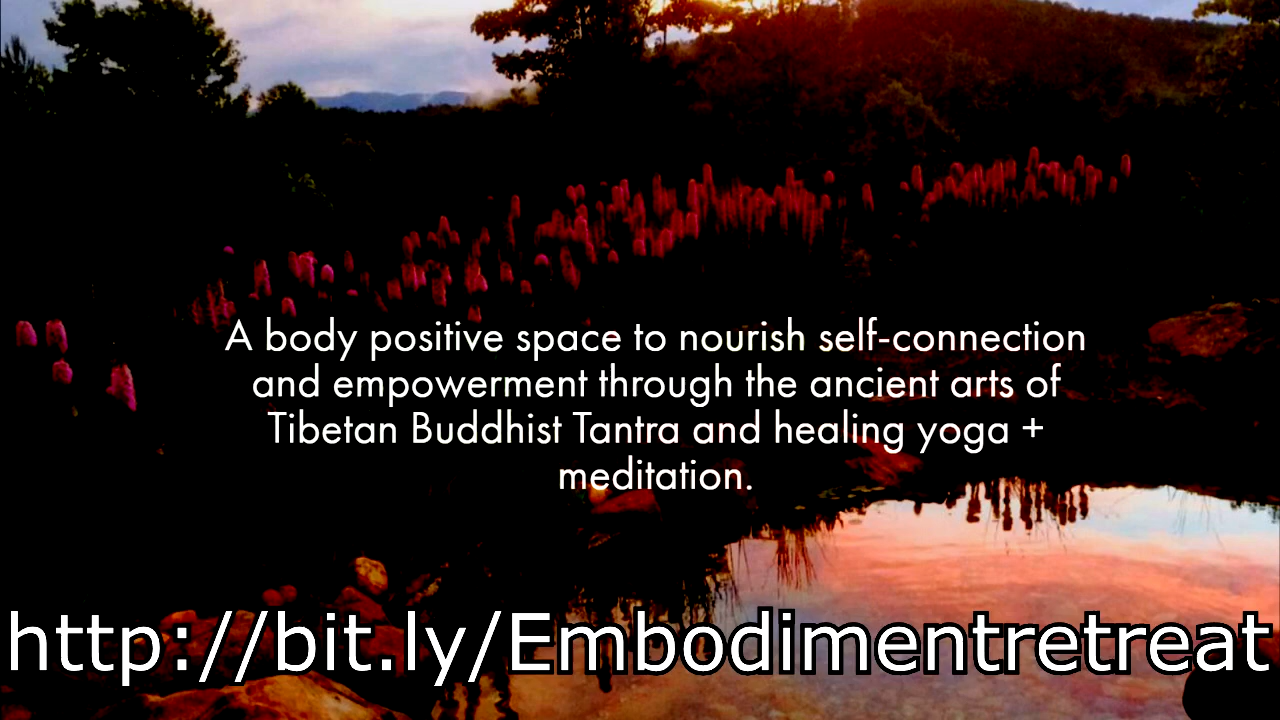 A body positive space to nourish self-connection
and empowerment through the ancient arts of
Tibetan Buddhist Tantra and healing yoga +
meditation.
http://bit.ly/Embodimentretreat